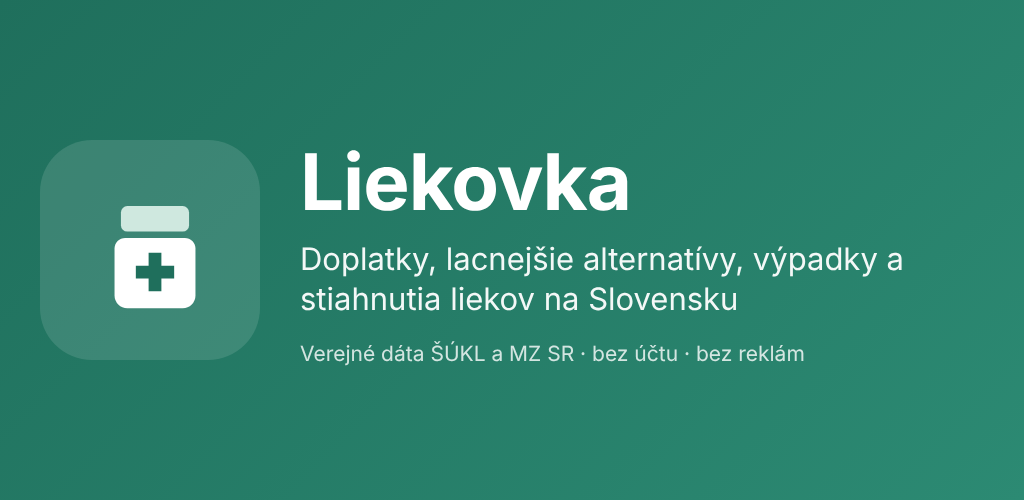 Liekovka
Doplatky, lacnejšie alternatívy, výpadky a
stiahnutia liekov na Slovensku
Verejné dáta ŠÚKL a MZ SR · bez účtu · bez reklám